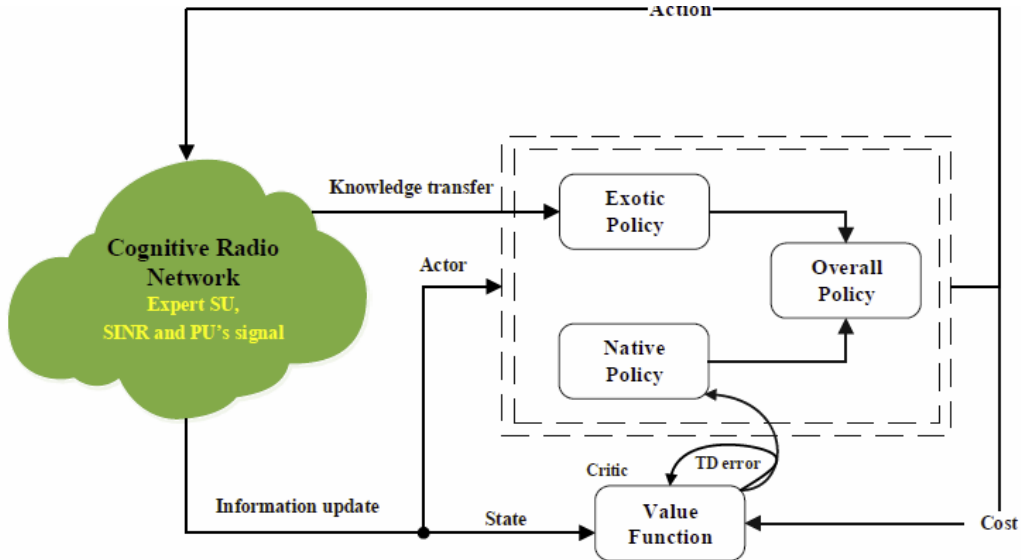 Action
Knowledge transfer
Exotic
Policy
Cognitive Radio
Network
Expert SU,
SINR and PU's signal
Actor
Overall
Policy
Native
Policy
Critic
TD error
Information update
State
Value
Function
Cost